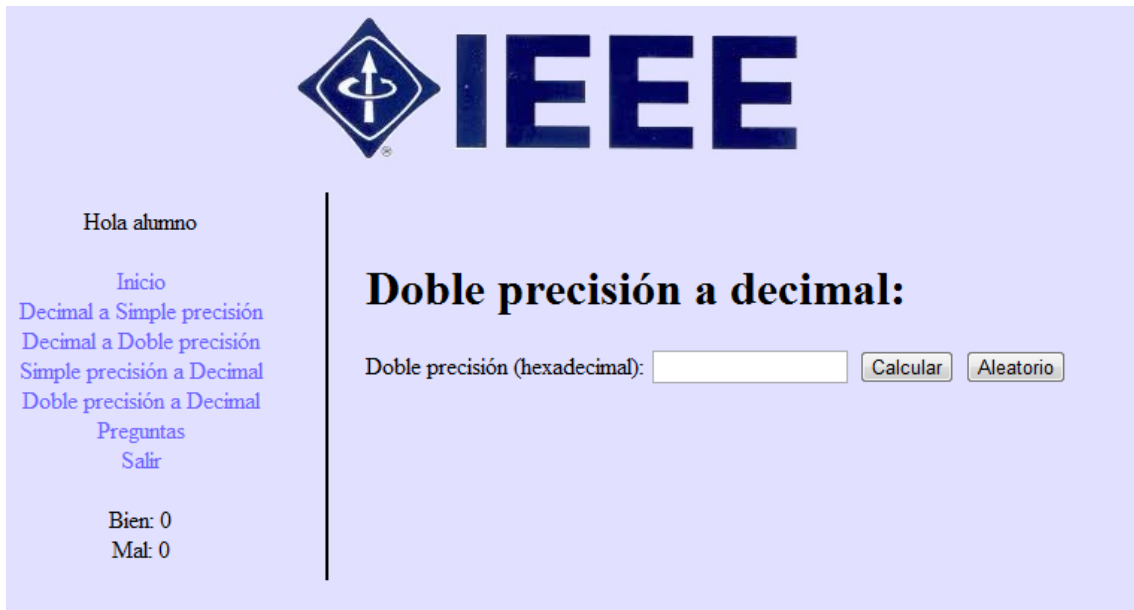 IEEE
®
Hola alumno
Inicio
Decimal a Simple precisión
Decimal a Doble precisión
Simple precisión a Decimal
Doble precisión a Decimal
Preguntas
Salir
Bien: 0
Mal: 0
Doble precisión a decimal:
Doble precisión (hexadecimal): Calcular Aleatorio